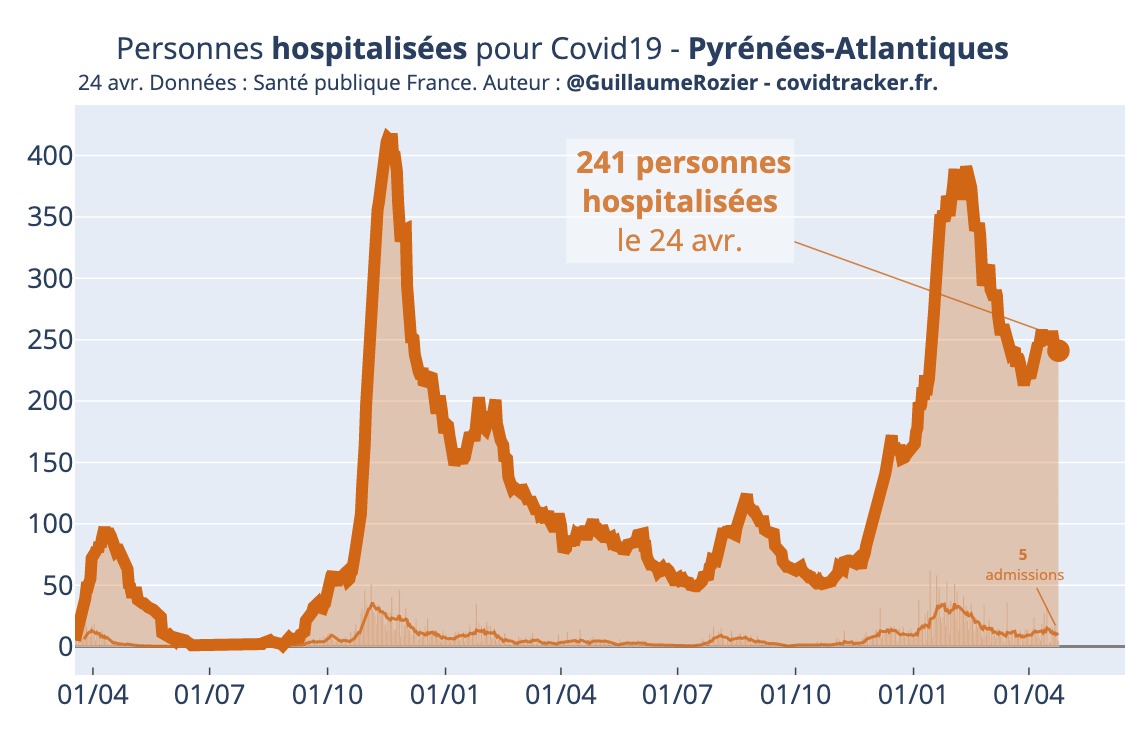 Personnes hospitalisées pour Covid19 - Pyrénées-Atlantiques
24 avr. Données : Santé publique France. Auteur : @GuillaumeRozier - covidtracker.fr.
400
350
300
250
200
150
100
50
0
241 personnes
hospitalisées
le 24 avr.
5
admissions
01/04 01/07 01/10 01/01 01/04 01/07 01/10 01/01 01/04